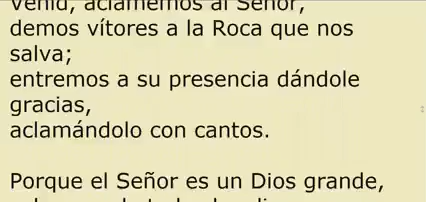 Venid, aclamemos al Señor,
demos vítores a la Roca que nos
salva;
entremos a su presencia dándole
gracias,
aclamándolo con cantos.
Porque el Señor es un Dios grande,